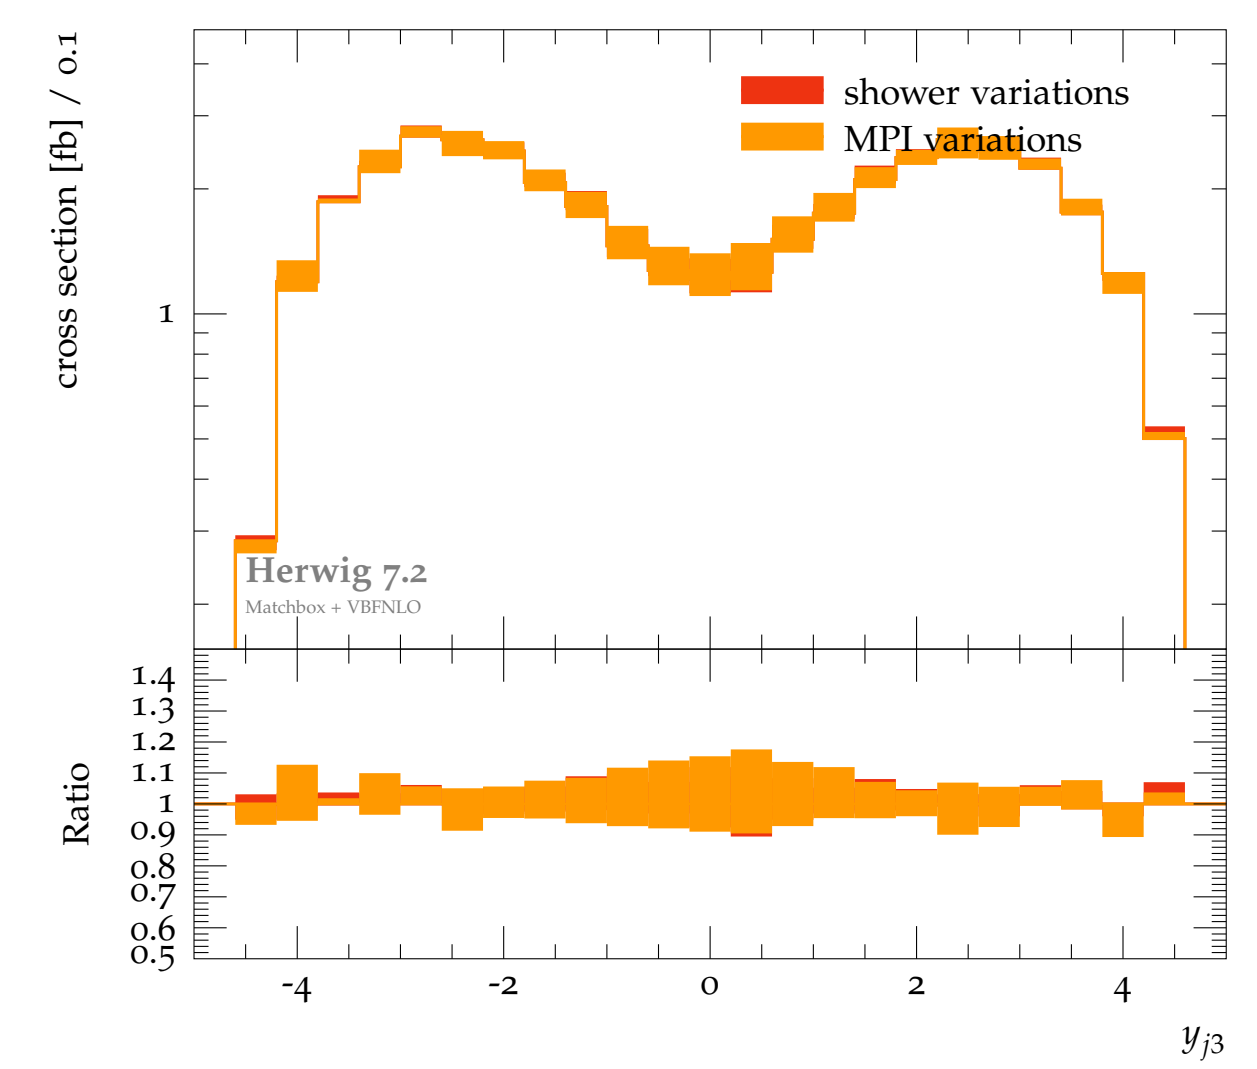 cross section [fb] / 0.1
shower variations
MPI variations
1
Herwig 7.2
Matchbox + VBFNLO
Ratio
1.4
1.3
1.2
1.1
1
0.9
0.8
0.7
0.6
0.5
-4 -2 0 2 4
y_{j3}